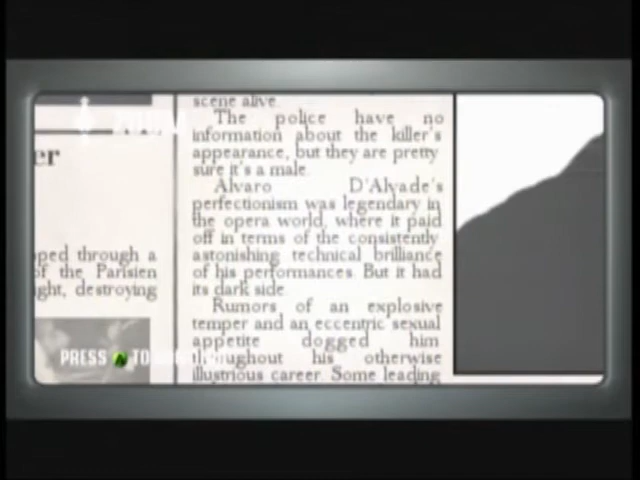 er
pped through a
of the Parisien
ght, destroying
ZOOM
PRESS A TO
scene alive.
The police have no
information about the killer's
appearance, but they are pretty
sure it's a male.
Alvaro D'Alvade's
perfectionism was legendary in
the opera world, where it paid
off in terms of the consistently
astonishing technical brilliance
of his performances. But it had
its dark side.
Rumors of an explosive
temper and an eccentric sexual
appetite dogged him
throughout his otherwise
illustrious career. Some leading